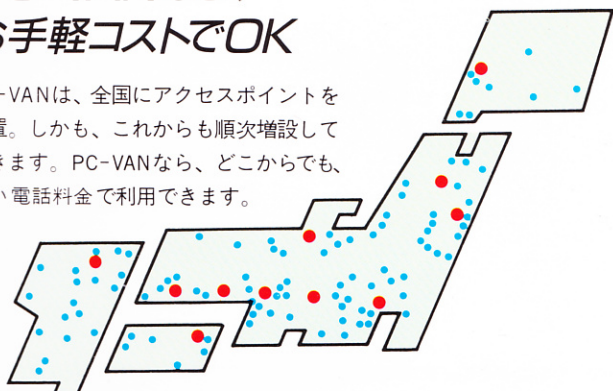 手軽コストでOK
-VANは、全国にアクセスポイントを
置。しかも、これからも順次増設して
きます。PC-VANなら、どこからでも、
い電話料金で利用できます。